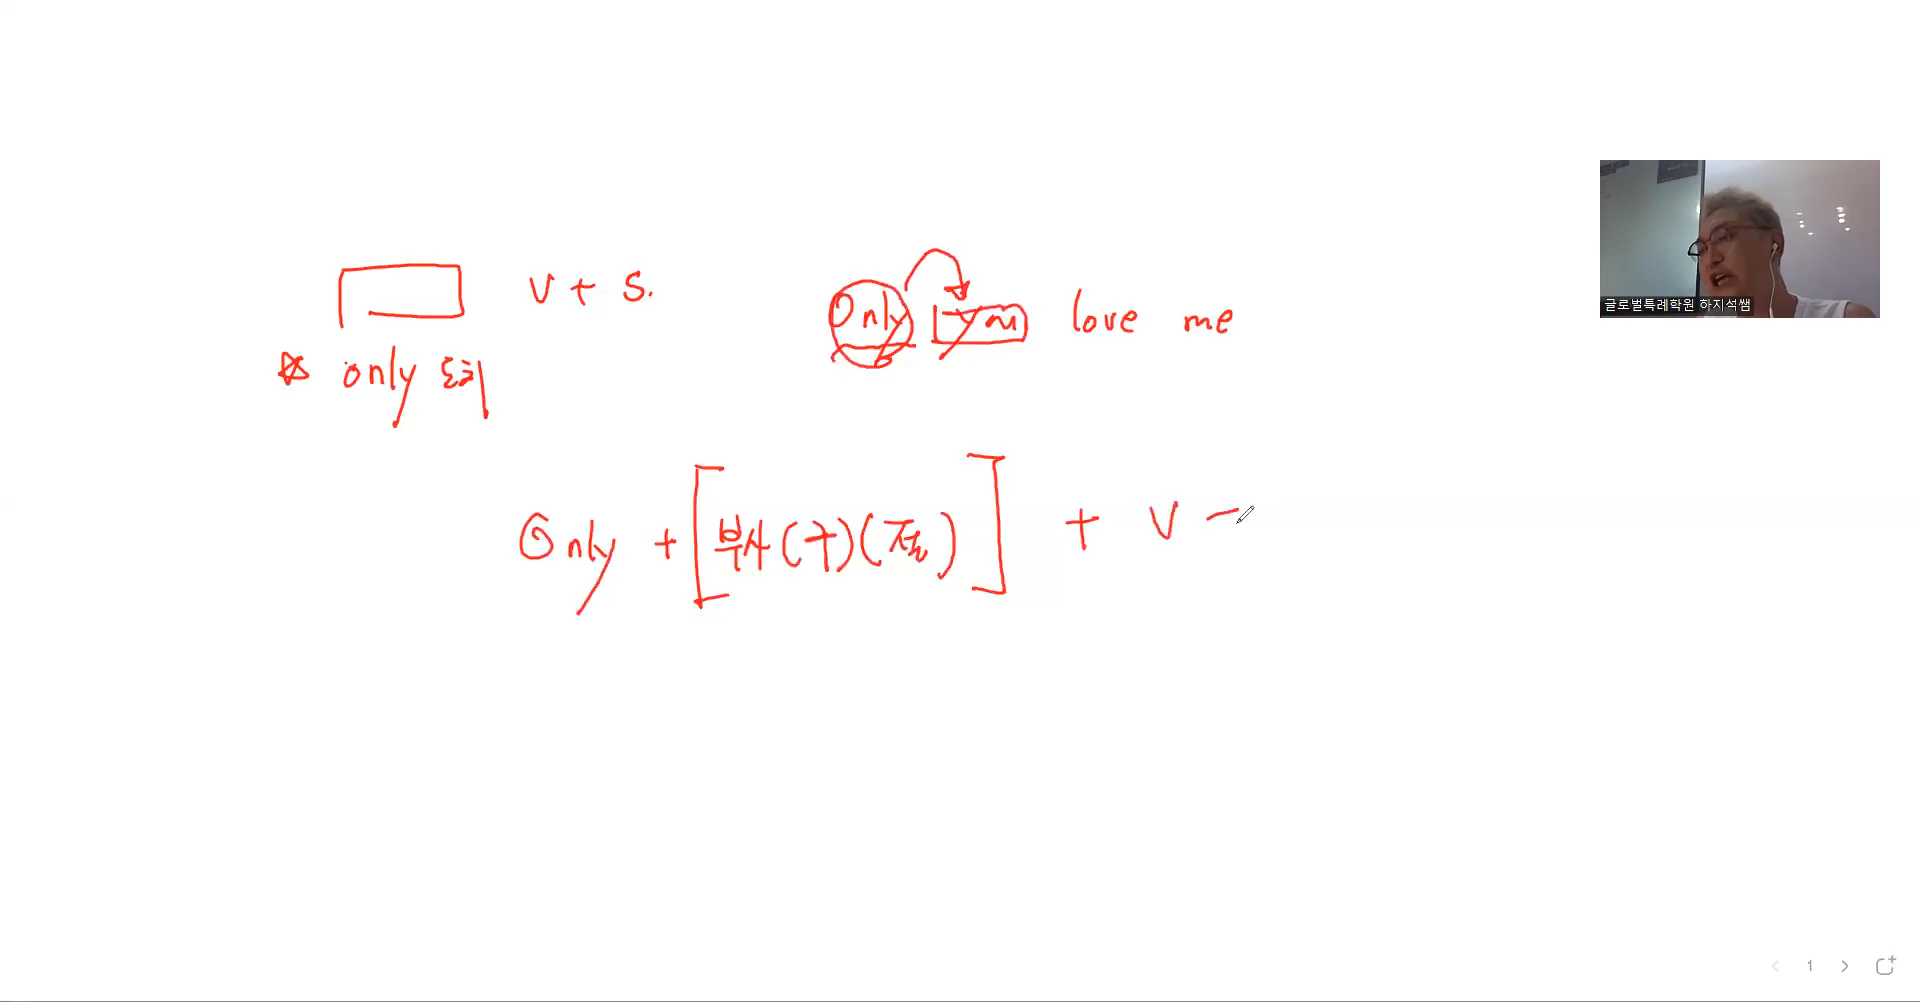 V + S.
Only you love me
only 도치
Only + [부사(구)(절)] + V
글로벌특례학원 하지석쌤
1